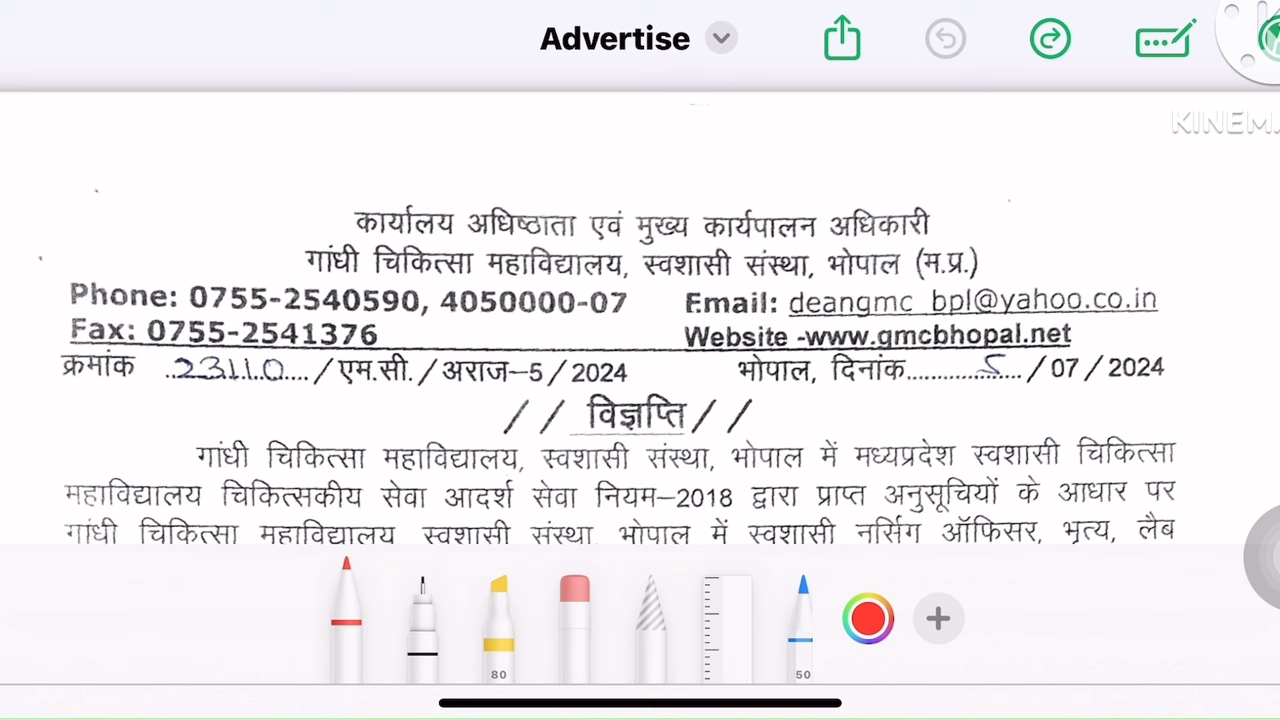 Advertise
KINEMA
कार्यालय अधिष्ठाता एवं मुख्य कार्यपालन अधिकारी
गांधी चिकित्सा महाविद्यालय, स्वशासी संस्था, भोपाल (म.प्र.)
Phone: 0755-2540590, 4050000-07 Email: deangmc_bpl@yahoo.co.in
Fax: 0755-2541376 Website -www.gmcbhopal.net
क्रमांक ..23110.... / एम.सी. / अराज–5 / 2024 भोपाल, दिनांक..............5.... / 07 / 2024
/ / विज्ञप्ति / /
गांधी चिकित्सा महाविद्यालय, स्वशासी संस्था, भोपाल में मध्यप्रदेश स्वशासी चिकित्सा
महाविद्यालय चिकित्सकीय सेवा आदर्श सेवा नियम–2018 द्वारा प्राप्त अनुसूचियों के आधार पर
गांधी चिकित्सा महाविद्यालय स्वशासी संस्था, भोपाल में स्वशासी नर्सिंग ऑफिसर, भृत्य, लैब
80 50